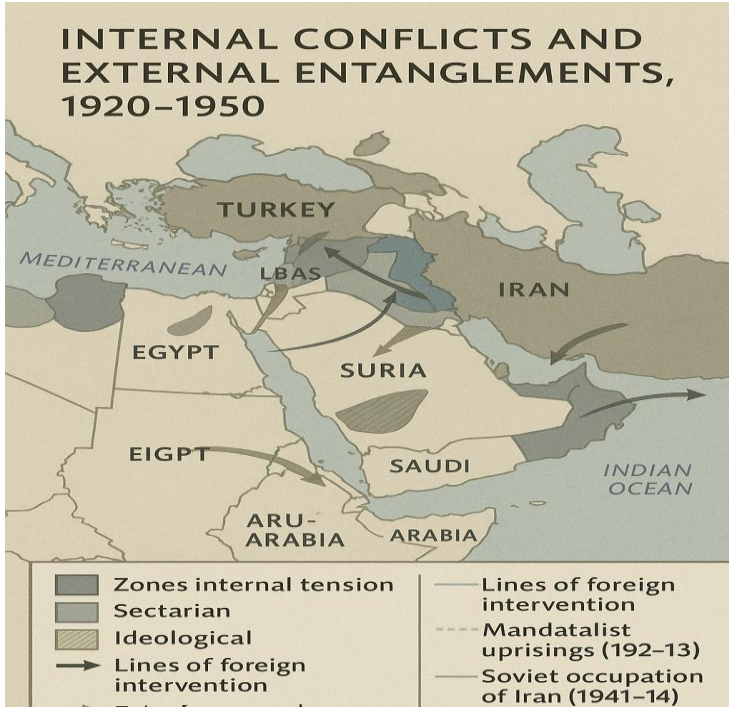 INTERNAL CONFLICTS AND
EXTERNAL ENTANGLEMENTS,
1920–1950
TURKEY
MEDITERRANEAN
LBAS
IRAN
EGYPT
SURIA
EIGPT
SAUDI
INDIAN
OCEAN
ARU-
ARABIA
ARABIA
Zones internal tension
Sectarian
Ideological
Lines of foreign
intervention
Lines of foreign
intervention
Mandatalist
uprisings (192–13)
Soviet occupation
of Iran (1941–14)